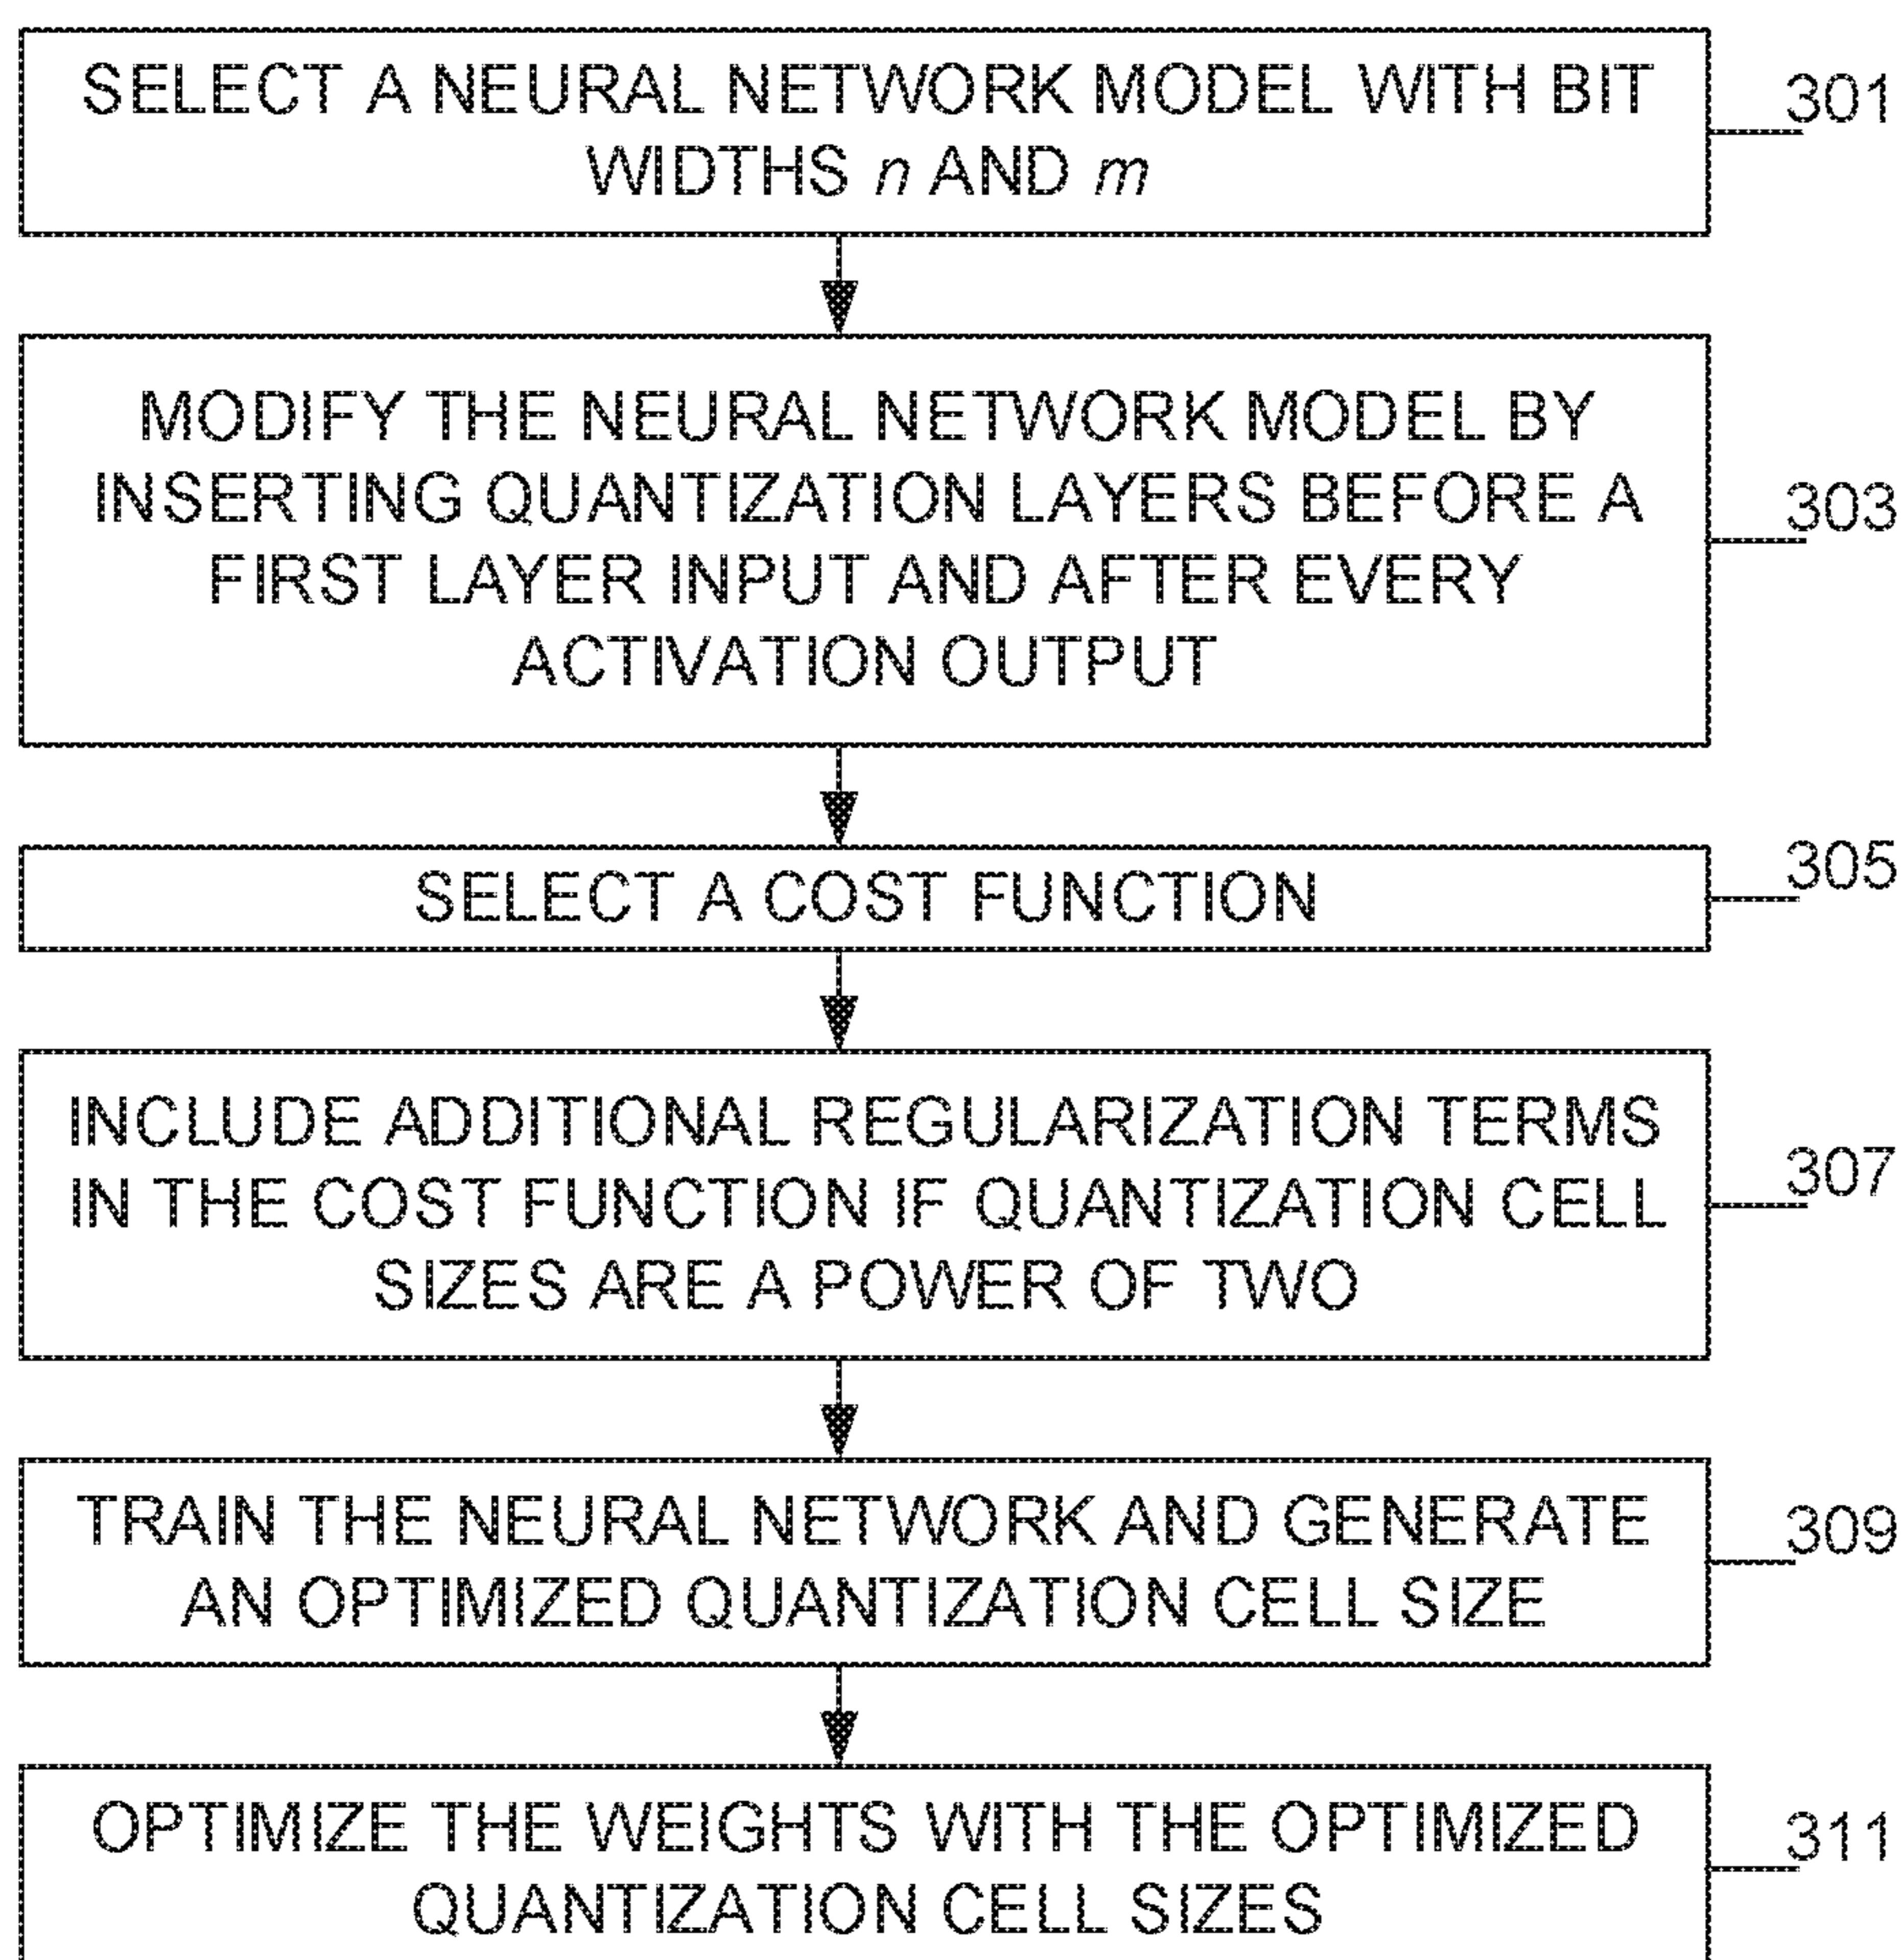 SELECT A NEURAL NETWORK MODEL WITH BIT
WIDTHS n AND m
301
MODIFY THE NEURAL NETWORK MODEL BY
INSERTING QUANTIZATION LAYERS BEFORE A
FIRST LAYER INPUT AND AFTER EVERY
ACTIVATION OUTPUT
303
SELECT A COST FUNCTION
305
INCLUDE ADDITIONAL REGULARIZATION TERMS
IN THE COST FUNCTION IF QUANTIZATION CELL
SIZES ARE A POWER OF TWO
307
TRAIN THE NEURAL NETWORK AND GENERATE
AN OPTIMIZED QUANTIZATION CELL SIZE
309
OPTIMIZE THE WEIGHTS WITH THE OPTIMIZED
QUANTIZATION CELL SIZES
311